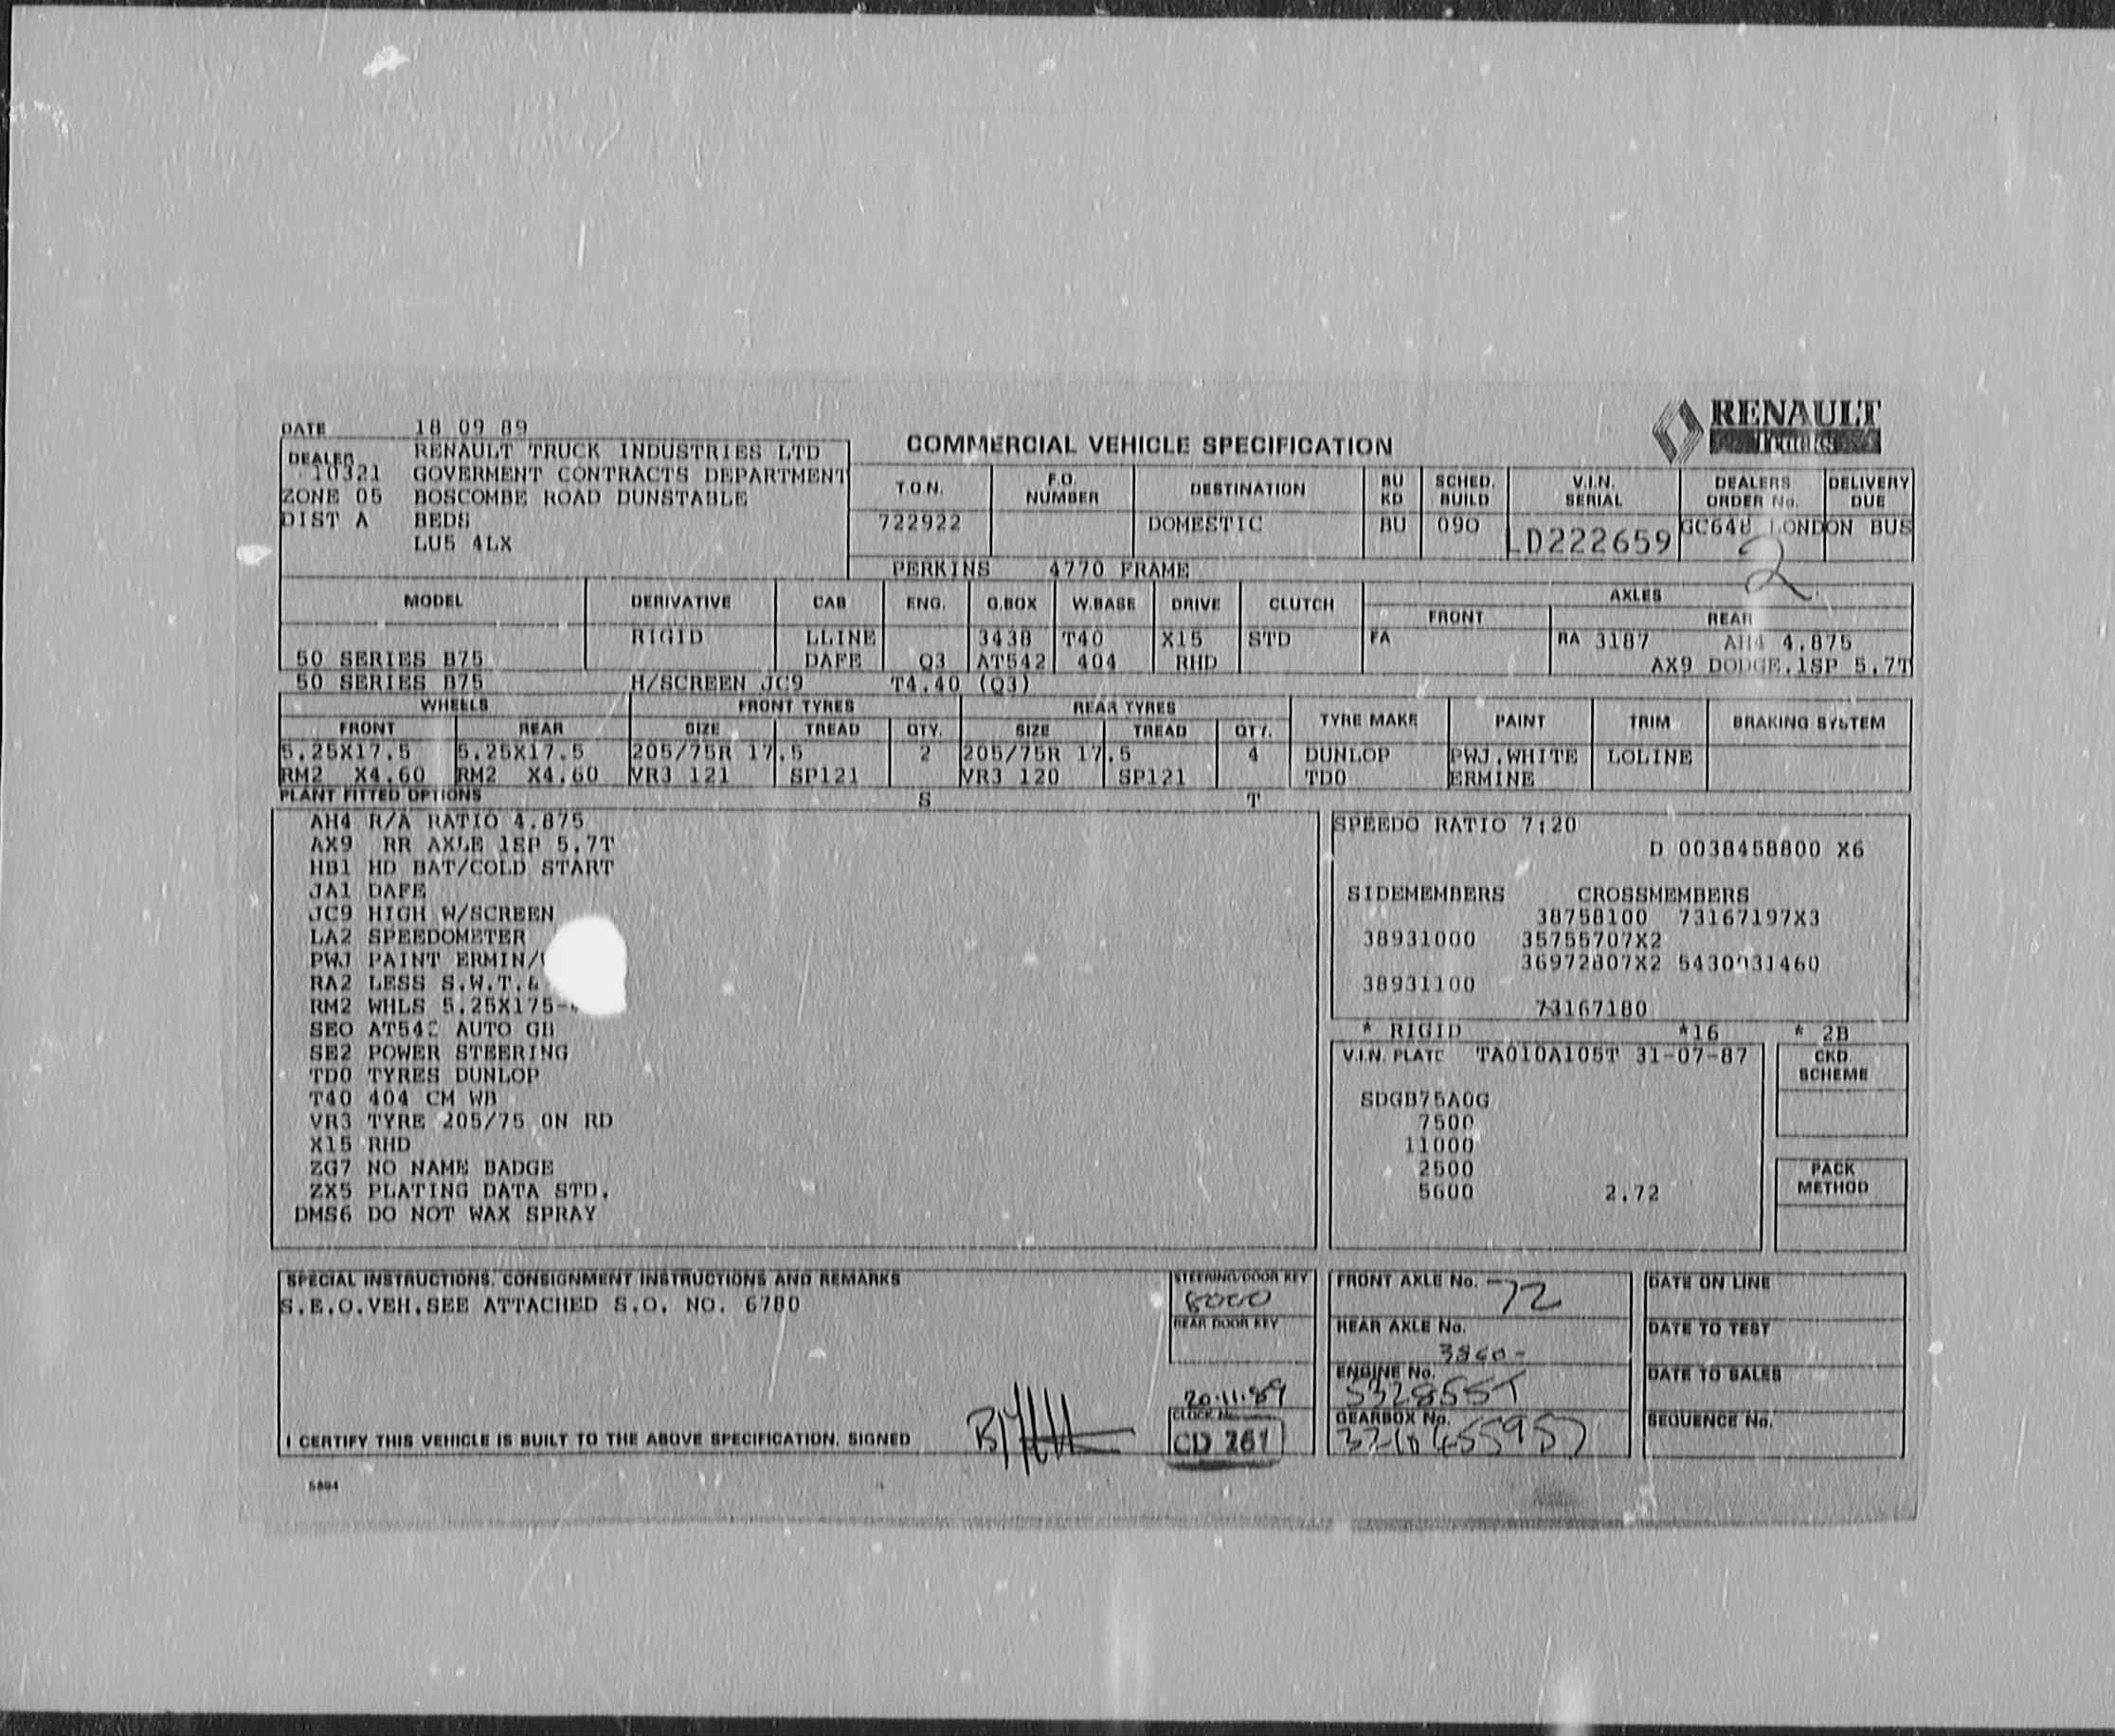 DATE 18 09 89
RENAULT
Trucks
COMMERCIAL VEHICLE SPECIFICATION
DEALER RENAULT TRUCK INDUSTRIES LTD
10321 GOVERMENT CONTRACTS DEPARTMENT
ZONE 05 BOSCOMBE ROAD DUNSTABLE
DIST A BEDS
LU5 4LX
T.O.N. F.O. NUMBER DESTINATION BU KD SCHED. BUILD V.I.N. SERIAL DEALERS ORDER No. DELIVERY DUE
722922 DOMESTIC BU 090 LD222659 GC648 LONDON BUS
2
PERKINS 4770 FRAME
MODEL DERIVATIVE CAB ENG. G.BOX W.BASE DRIVE CLUTCH AXLES
FRONT REAR
RIGID LLINE 3438 T40 X15 STD FA RA 3187 AH4 4.875
50 SERIES B75 DAFE Q3 AT542 404 RHD AX9 DODGE.1SP 5.7T
50 SERIES B75 H/SCREEN JC9 T4.40 (Q3)
WHEELS FRONT TYRES REAR TYRES TYRE MAKE PAINT TRIM BRAKING SYSTEM
FRONT REAR SIZE TREAD QTY. SIZE TREAD QTY.
5.25X17.5 5.25X17.5 205/75R 17.5 2 205/75R 17.5 4 DUNLOP PWJ.WHITE LOLINE
RM2 X4.60 RM2 X4.60 VR3 121 SP121 VR3 120 SP121 TD0 ERMINE
PLANT FITTED OPTIONS S T
AH4 R/A RATIO 4.875
AX9 RR AXLE 1SP 5.7T
HB1 HD BAT/COLD START
JA1 DAFE
JC9 HIGH W/SCREEN
LA2 SPEEDOMETER
PWJ PAINT ERMIN/
RA2 LESS S.W.T.&
RM2 WHLS 5.25X175-
SE0 AT542 AUTO GB
SE2 POWER STEERING
TD0 TYRES DUNLOP
T40 404 CM WB
VR3 TYRE 205/75 ON RD
X15 RHD
ZG7 NO NAME BADGE
ZX5 PLATING DATA STD.
DMS6 DO NOT WAX SPRAY
SPEEDO RATIO 7:20
D 0038458800 X6
SIDEMEMBERS CROSSMEMBERS
38758100 73167197X3
38931000 35755707X2
36972807X2 5430031460
38931100
73167180
* RIGID *16 * 2B
V.I.N. PLATE TA010A105T 31-07-87
CKD SCHEME
SDGB75A0G
7500
11000
2500
5600 2.72
PACK METHOD
SPECIAL INSTRUCTIONS, CONSIGNMENT INSTRUCTIONS AND REMARKS
S.E.O.VEH.SEE ATTACHED S.O. NO. 6780
STEERING/DOOR KEY
8000
REAR DOOR KEY
20.11.89
CLOCK No.
CD 261
I CERTIFY THIS VEHICLE IS BUILT TO THE ABOVE SPECIFICATION. SIGNED
FRONT AXLE No. 72
REAR AXLE No.
3860-
ENGINE No.
GEARBOX No.
3210455957
DATE ON LINE
DATE TO TEST
DATE TO SALES
SEQUENCE No.
5804